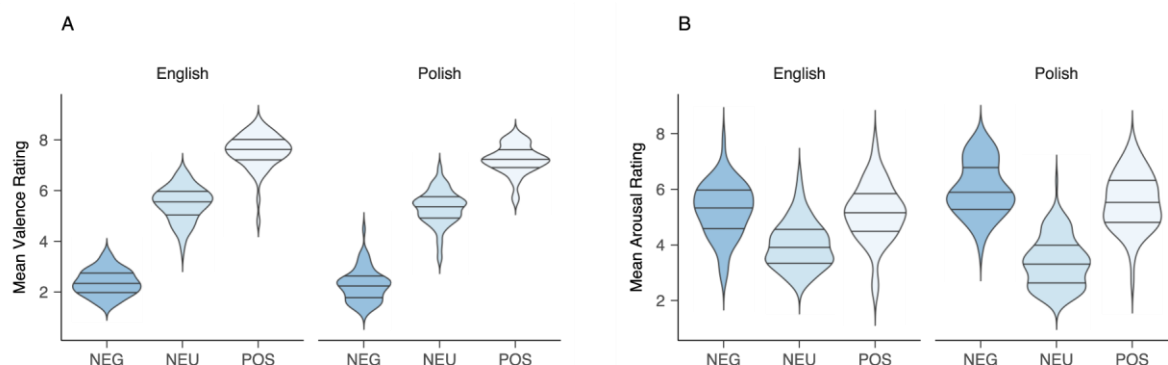 A
English
Polish
Mean Valence Rating
8
6
4
2
NEG NEU POS
NEG NEU POS
B
English
Polish
Mean Arousal Rating
8
6
4
2
NEG NEU POS
NEG NEU POS